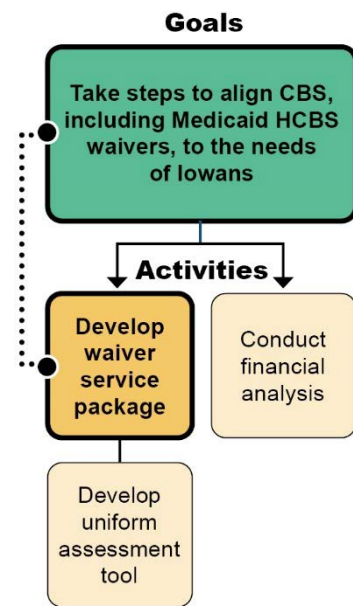 Goals
Take steps to align CBS,
including Medicaid HCBS
waivers, to the needs
of Iowans
Activities
Develop
waiver
service
package
Conduct
financial
analysis
Develop
uniform
assessment
tool